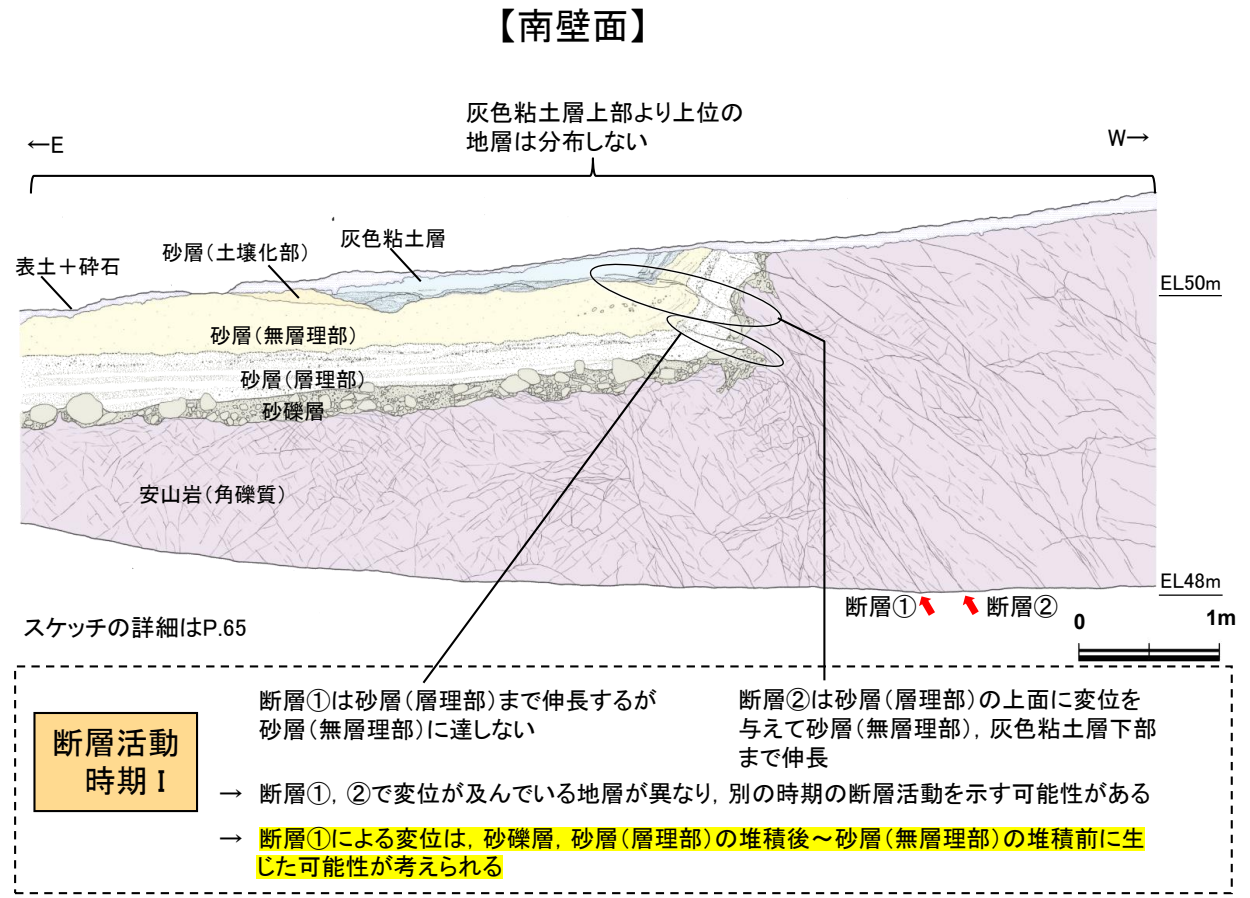 【南壁面】
灰色粘土層上部より上位の
地層は分布しない
←E
W→
灰色粘土層
砂層(土壌化部)
表土+砕石
EL50m
砂層(無層理部)
砂層(層理部)
砂礫層
安山岩(角礫質)
EL48m
断層① 断層②
スケッチの詳細はP.65
0 1m
断層①は砂層(層理部)まで伸長するが
砂層(無層理部)に達しない
断層②は砂層(層理部)の上面に変位を
与えて砂層(無層理部),灰色粘土層下部
まで伸長
断層活動
時期Ⅰ
→ 断層①,②で変位が及んでいる地層が異なり,別の時期の断層活動を示す可能性がある
→ 断層①による変位は,砂礫層,砂層(層理部)の堆積後~砂層(無層理部)の堆積前に生
じた可能性が考えられる